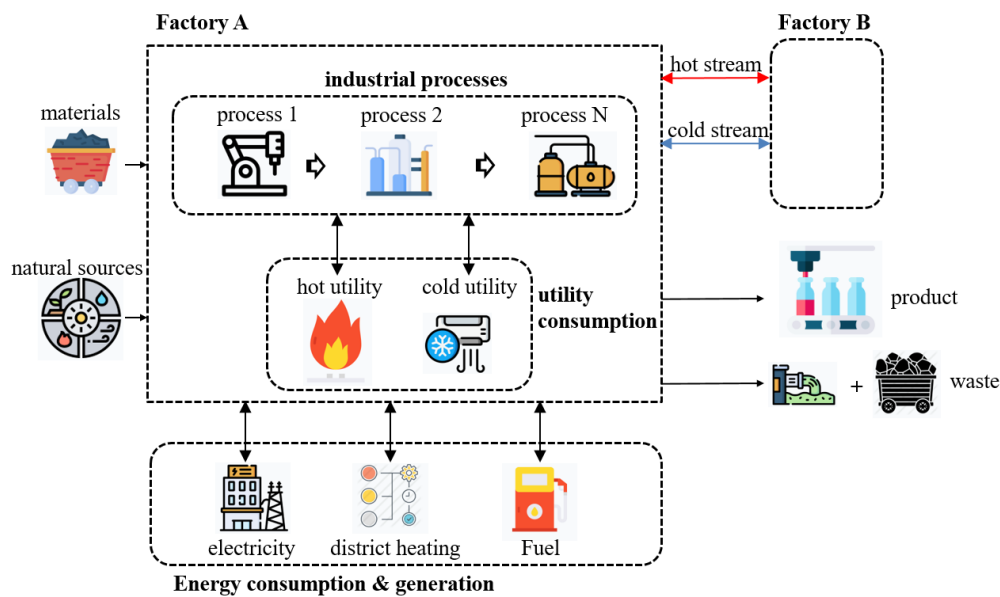 Factory A
Factory B
industrial processes
hot stream
materials
process 1
process 2
process N
cold stream
natural sources
hot utility
cold utility
utility
consumption
product
+
waste
electricity
district heating
Fuel
Energy consumption & generation